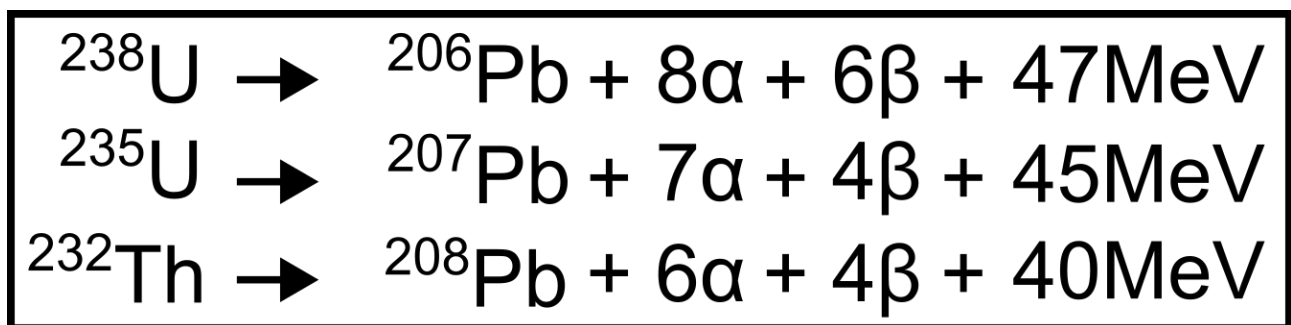 ²³⁸U → ²⁰⁶Pb + 8α + 6β + 47MeV
²³⁵U → ²⁰⁷Pb + 7α + 4β + 45MeV
²³²Th → ²⁰⁸Pb + 6α + 4β + 40MeV